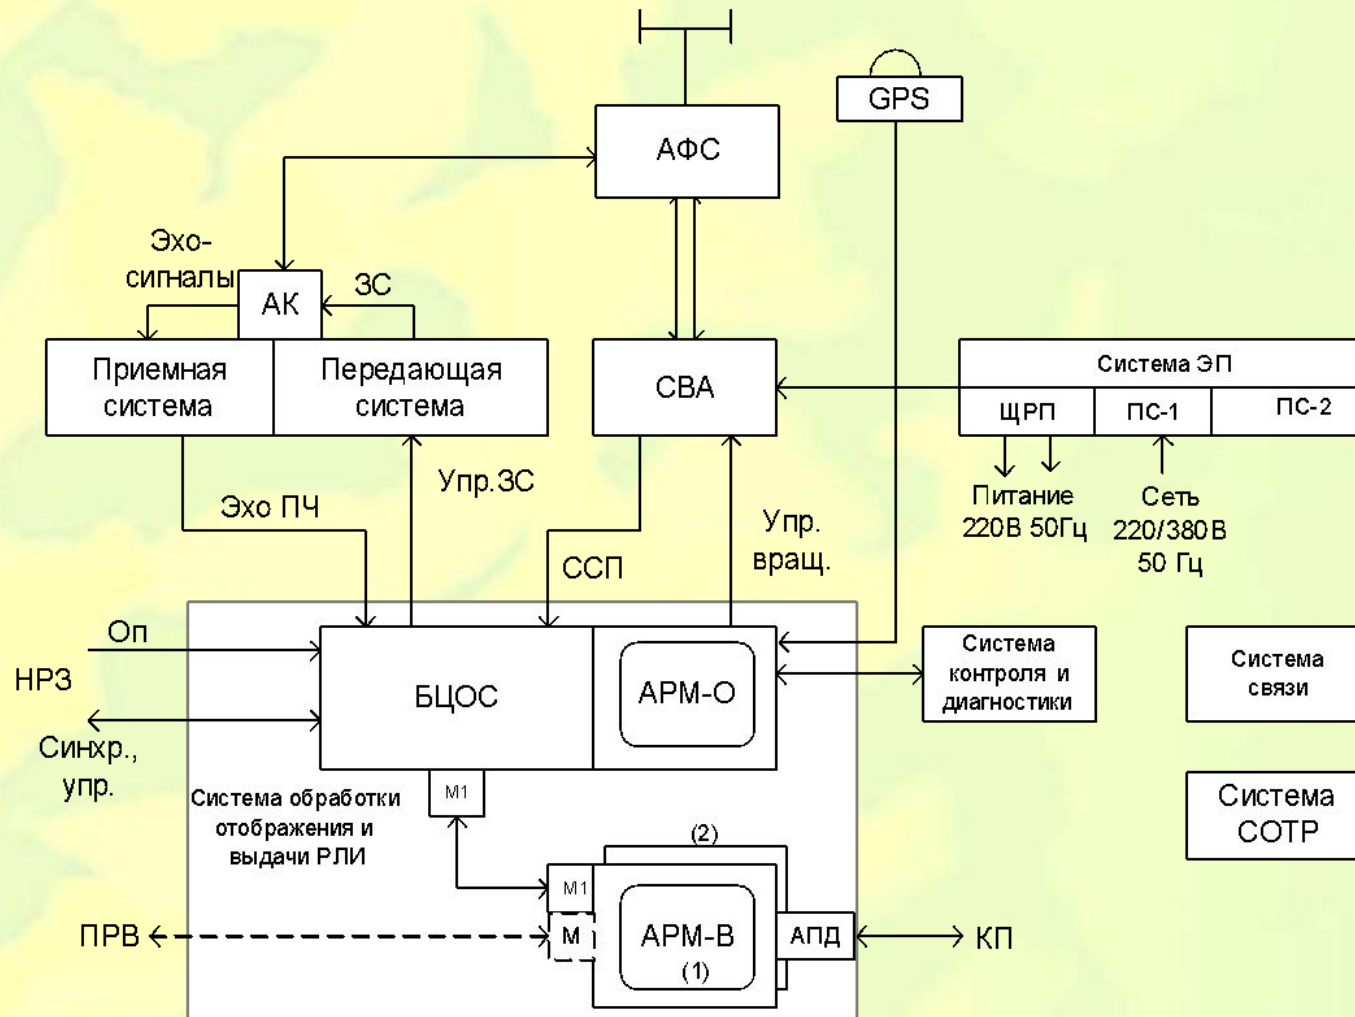 GPS
АФС
Эхо-
сигналы
АК
ЗС
Приемная
система
Передающая
система
СВА
Система ЭП
ЩРП
ПС-1
ПС-2
Эхо ПЧ
Упр.ЗС
ССП
Упр.
вращ.
Питание
220В 50Гц
Сеть
220/380В
50 Гц
Оп
НРЗ
Синхр.,
упр.
БЦОС
АРМ-О
Система
контроля и
диагностики
Система
связи
М1
Система обработки
отображения и
выдачи РЛИ
Система
СОТР
(2)
М1
ПРВ
М
АРМ-В
(1)
АПД
КП